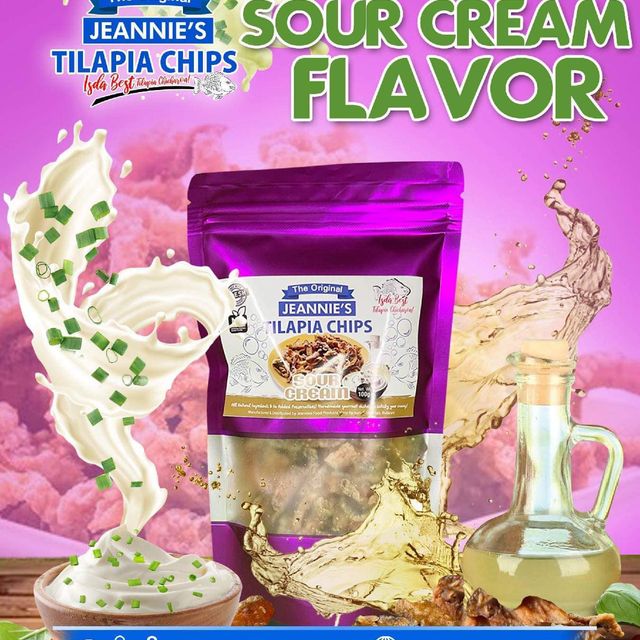 The Original
JEANNIE'S
TILAPIA CHIPS
Isda Best Tilapia Chicharon!
SOUR CREAM
FLAVOR
The Original
JEANNIE'S
TILAPIA CHIPS
Isda Best
Tilapia Chicharon!
SOUR
CREAM
100g